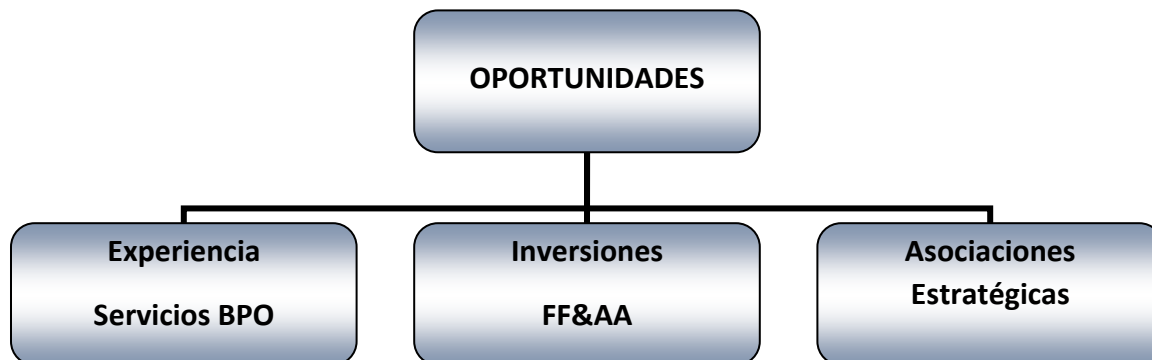 OPORTUNIDADES
Experiencia
Servicios BPO
Inversiones
FF&AA
Asociaciones
Estratégicas